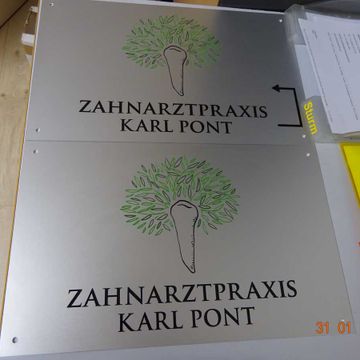 ZAHNARZTPRAXIS
KARL PONT
Sturm
ZAHNARZTPRAXIS
KARL PONT
31 01